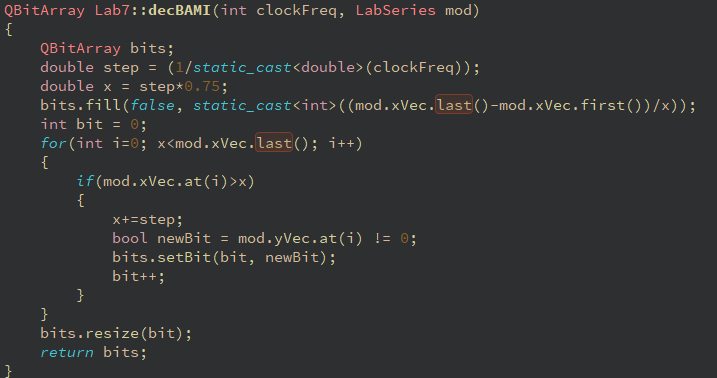 QBitArray Lab7::decBAMI(int clockFreq, LabSeries mod)
{
    QBitArray bits;
    double step = (1/static_cast<double>(clockFreq));
    double x = step*0.75;
    bits.fill(false, static_cast<int>((mod.xVec.last()-mod.xVec.first())/x));
    int bit = 0;
    for(int i=0; x<mod.xVec.last(); i++)
    {
        if(mod.xVec.at(i)>x)
        {
            x+=step;
            bool newBit = mod.yVec.at(i) != 0;
            bits.setBit(bit, newBit);
            bit++;
        }
    }
    bits.resize(bit);
    return bits;
}